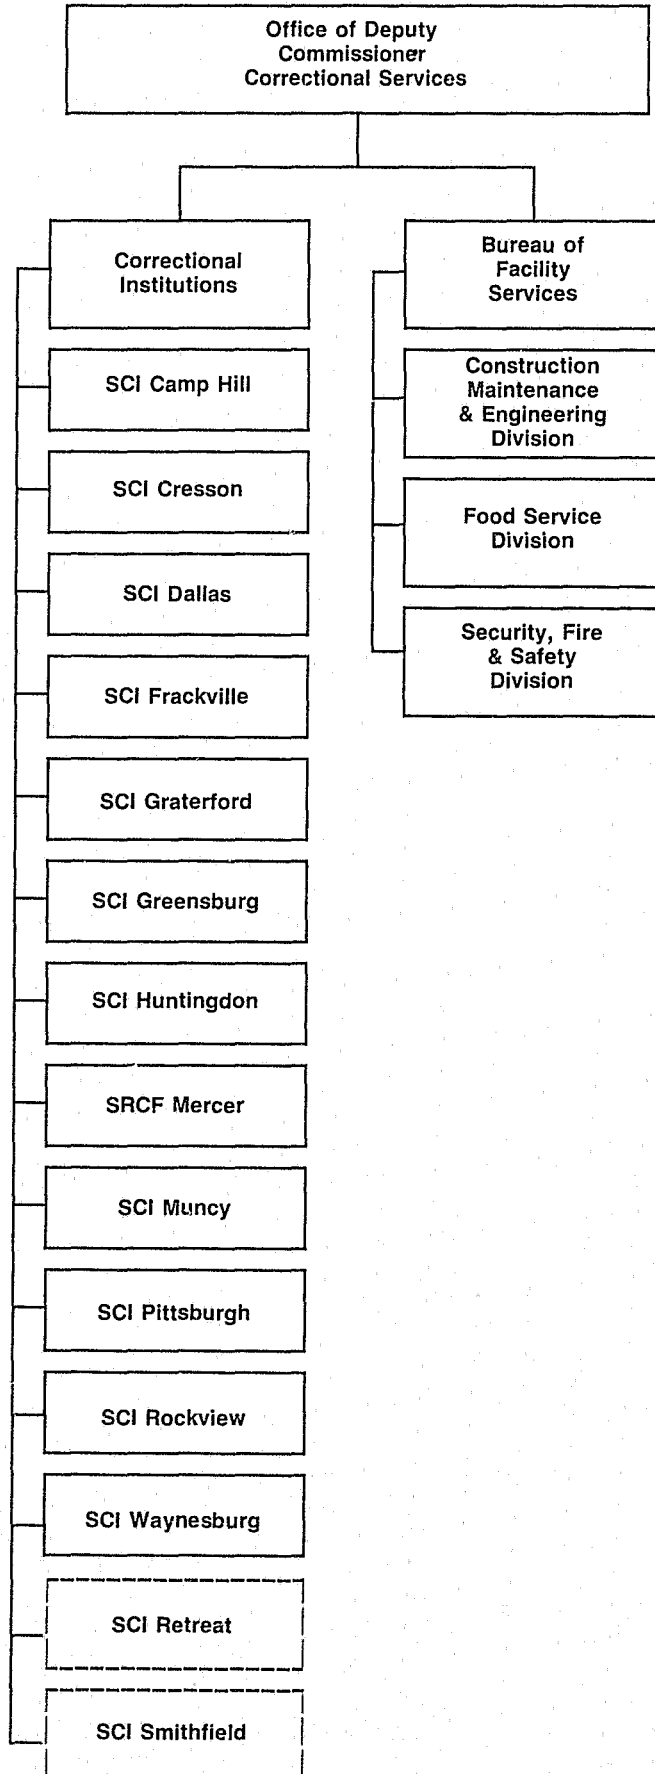 Office of Deputy
Commissioner
Correctional Services
Correctional
Institutions
SCI Camp Hill
SCI Cresson
SCI Dallas
SCI Frackville
SCI Graterford
SCI Greensburg
SCI Huntingdon
SRCF Mercer
SCI Muncy
SCI Pittsburgh
SCI Rockview
SCI Waynesburg
SCI Retreat
SCI Smithfield
Bureau of
Facility
Services
Construction
Maintenance
& Engineering
Division
Food Service
Division
Security, Fire
& Safety
Division